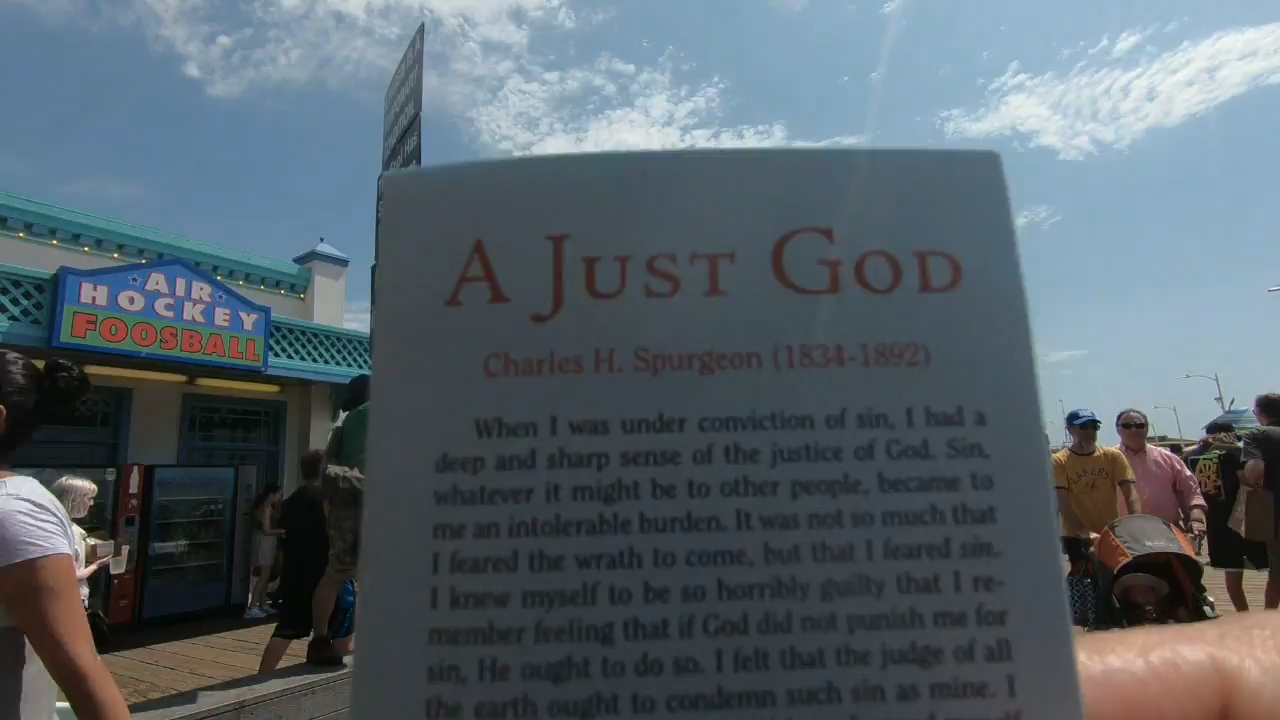 AIR
HOCKEY
FOOSBALL
A JUST GOD
Charles H. Spurgeon (1834-1892)
When I was under conviction of sin, I had a
deep and sharp sense of the justice of God. Sin,
whatever it might be to other people, became to
me an intolerable burden. It was not so much that
I feared the wrath to come, but that I feared sin.
I knew myself to be so horribly guilty that I re-
member feeling that if God did not punish me for
sin, He ought to do so. I felt that the judge of all
the earth ought to condemn such sin as mine. I
LAKERS